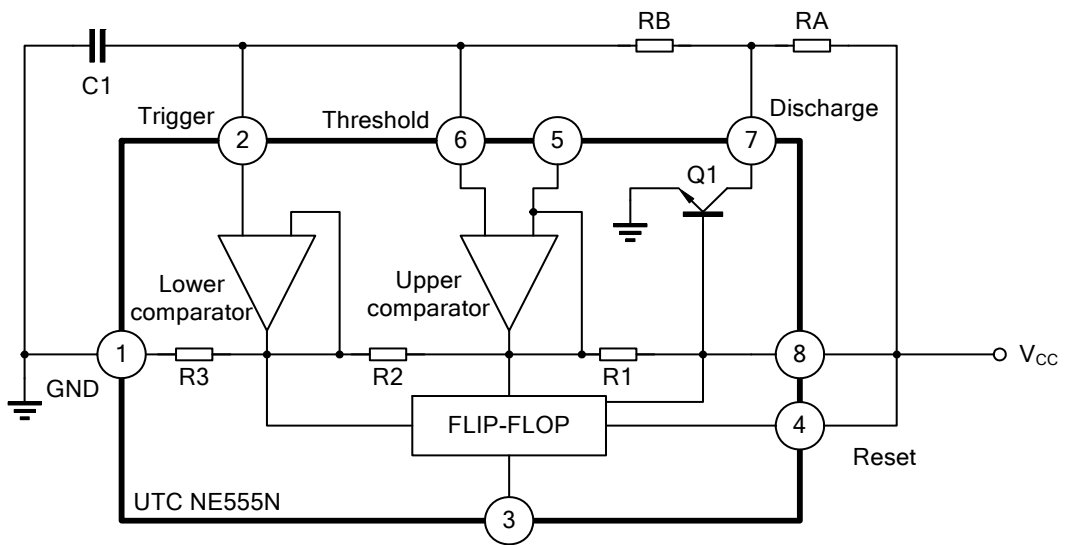 RB
RA
C1
Trigger
Threshold
Discharge
2
6
5
7
Q1
Lower
comparator
Upper
comparator
1
8
VCC
R3
R2
R1
GND
FLIP-FLOP
4
Reset
UTC NE555N
3